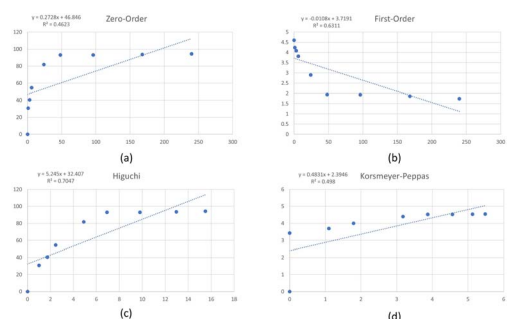 y = 0.2728x + 46.846
R² = 0.4623
Zero-Order
120
100
80
60
40
20
0
0 50 100 150 200 250 300
(a)
y = -0.0108x + 3.7191
R² = 0.6311
First-Order
5
4.5
4
3.5
3
2.5
2
1.5
1
0.5
0
0 50 100 150 200 250 300
(b)
y = 5.245x + 32.407
R² = 0.7047
Higuchi
120
100
80
60
40
20
0
0 2 4 6 8 10 12 14 16 18
(c)
y = 0.4831x + 2.3946
R² = 0.498
Korsmeyer-Peppas
6
5
4
3
2
1
0
0 1 2 3 4 5 6
(d)